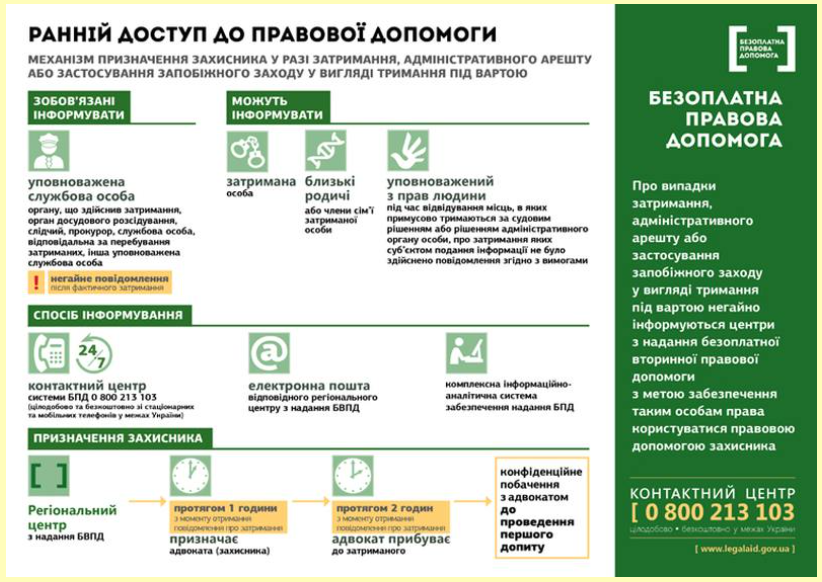 РАННІЙ ДОСТУП ДО ПРАВОВОЇ ДОПОМОГИ
МЕХАНІЗМ ПРИЗНАЧЕННЯ ЗАХИСНИКА У РАЗІ ЗАТРИМАННЯ, АДМІНІСТРАТИВНОГО АРЕШТУ
АБО ЗАСТОСУВАННЯ ЗАПОБІЖНОГО ЗАХОДУ У ВИГЛЯДІ ТРИМАННЯ ПІД ВАРТОЮ
ЗОБОВ'ЯЗАНІ
ІНФОРМУВАТИ
уповноважена
службова особа
органу, що здійснив затримання,
орган досудового розсідування,
слідчий, прокурор, службова особа,
відповідальна за перебування
затриманих, інша уповноважена
службова особа
! негайне повідомлення
після фактичного затримання
МОЖУТЬ
ІНФОРМУВАТИ
затримана
особа
близькі
родичі
або члени сім'ї
затриманої
особи
уповноважений
з прав людини
під час відвідування місць, в яких
примусово тримаються за судовим
рішенням або рішенням адміністративного
органу особи, про затримання яких
суб'єктом подання інформації не було
здійснено повідомлення згідно з вимогами
СПОСІБ ІНФОРМУВАННЯ
24/7
контактний центр
системи БПД 0 800 213 103
(цілодобово та безкоштовно зі стаціонарних
та мобільних телефонів у межах України)
@
електронна пошта
відповідного регіонального
центру з надання БВПД
комплексна інформаційно-
аналітична система
забезпечення надання БПД
ПРИЗНАЧЕННЯ ЗАХИСНИКА
[ ]
Регіональний
центр
з надання БВПД
протягом 1 години
з моменту отримання
повідомлення про затримання
призначає
адвоката (захисника)
протягом 2 годин
з моменту отримання
повідомлення про затримання
адвокат прибуває
до затриманого
конфіденційне
побачення
з адвокатом
до
проведення
першого
допиту
БЕЗОПЛАТНА
ПРАВОВА
ДОПОМОГА
БЕЗОПЛАТНА
ПРАВОВА
ДОПОМОГА
Про випадки
затримання,
адміністративного
арешту або
застосування
запобіжного заходу
у вигляді тримання
під вартою негайно
інформуються центри
з надання безоплатної
вторинної правової
допомоги
з метою забезпечення
таким особам права
користуватися правовою
допомогою захисника
КОНТАКТНИЙ ЦЕНТР
[ 0 800 213 103
цілодобово • безкоштовно у межах України
[ www.legalaid.gov.ua ]